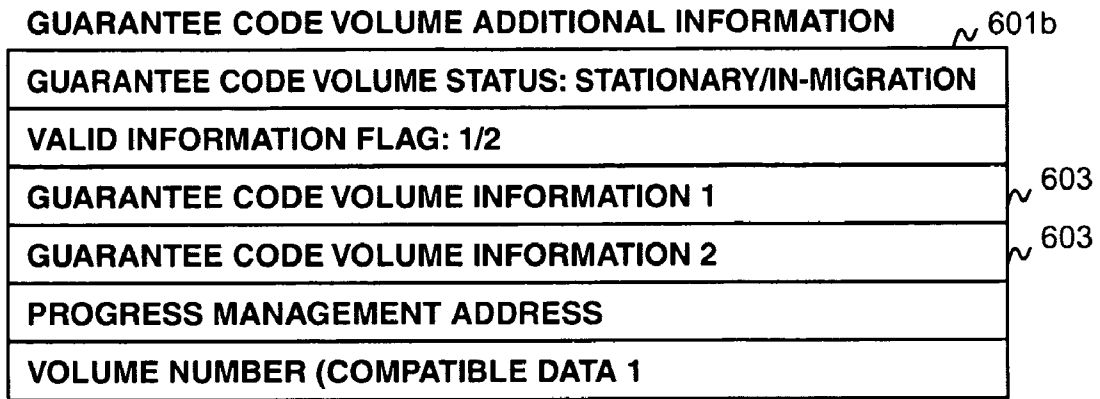 GUARANTEE CODE VOLUME ADDITIONAL INFORMATION 601b
GUARANTEE CODE VOLUME STATUS: STATIONARY/IN-MIGRATION
VALID INFORMATION FLAG: 1/2
GUARANTEE CODE VOLUME INFORMATION 1 603
GUARANTEE CODE VOLUME INFORMATION 2 603
PROGRESS MANAGEMENT ADDRESS
VOLUME NUMBER (COMPATIBLE DATA 1